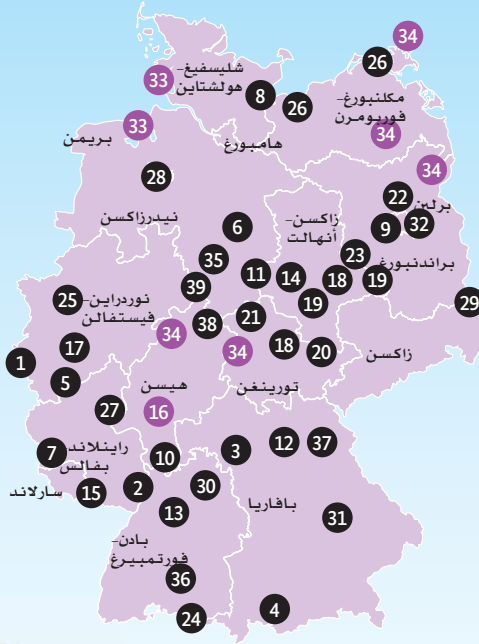 34
33
شليسفيغ-
هولشتاين
26
8
26
مكلنبورغ-
فوربومرن
33
34
بريمن
هامبورغ
34
28
22
برلين
9
32
نيدرزاكسن
زاكسن-
أنهالت
6
35
23
براندنبورغ
11
14
18
19
39
25
نوردراين-
فيستفالن
19
29
21
38
34
17
34
18
20
زاكسن
1
5
تورينغن
هيسن
27
16
7
راينلاند
بفالس
10
3
12
37
سارلاند
15
2
30
بافاريا
13
31
بادن-
فورتمبيرغ
36
24
4